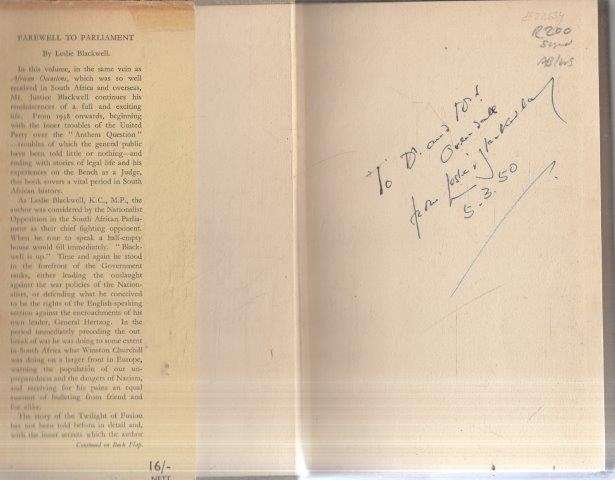 FAREWELL TO PARLIAMENT
By Leslie Blackwell.
In this volume, in the same vein as
African Occasions, which was so well
received in South Africa and overseas,
Mr. Justice Blackwell continues his
reminiscences of a full and exciting
life. From 1938 onwards, beginning
with the inner troubles of the United
Party over the "Anthem Question"
—troubles of which the general public
have been told little or nothing—and
ending with stories of legal life and his
experiences on the Bench as a Judge,
this book covers a vital period in South
African history.
As Leslie Blackwell, K.C., M.P., the
author was considered by the Nationalist
Opposition in the South African Parlia-
ment as their chief fighting opponent.
When he rose to speak a half-empty
house would fill immediately. "Black-
well is up." Time and again he stood
in the forefront of the Government
ranks, either leading the onslaught
against the war policies of the Nation-
alists, or defending what he conceived
to be the rights of the English-speaking
section against the encroachments of his
own leader, General Hertzog. In the
period immediately preceding the out-
break of war he was doing to some extent
in South Africa what Winston Churchill
was doing on a larger front in Europe,
warning the population of our un-
preparedness and the dangers of Nazism,
and receiving for his pains an equal
amount of buffeting from friend and
foe alike.
The story of the Twilight of Fusion
has not been told before in detail and
with the inner secrets which the author
Continued on Back Flap.
16/-
NETT
R200
Signed
To Dr. and Mrs
from Leslie Blackwell
5.3.50